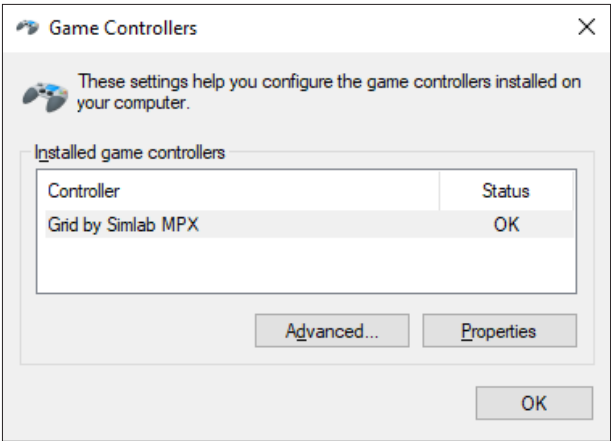 Game Controllers
These settings help you configure the game controllers installed on
your computer.
Installed game controllers
Controller Status
Grid by Simlab MPX OK
Advanced... Properties
OK